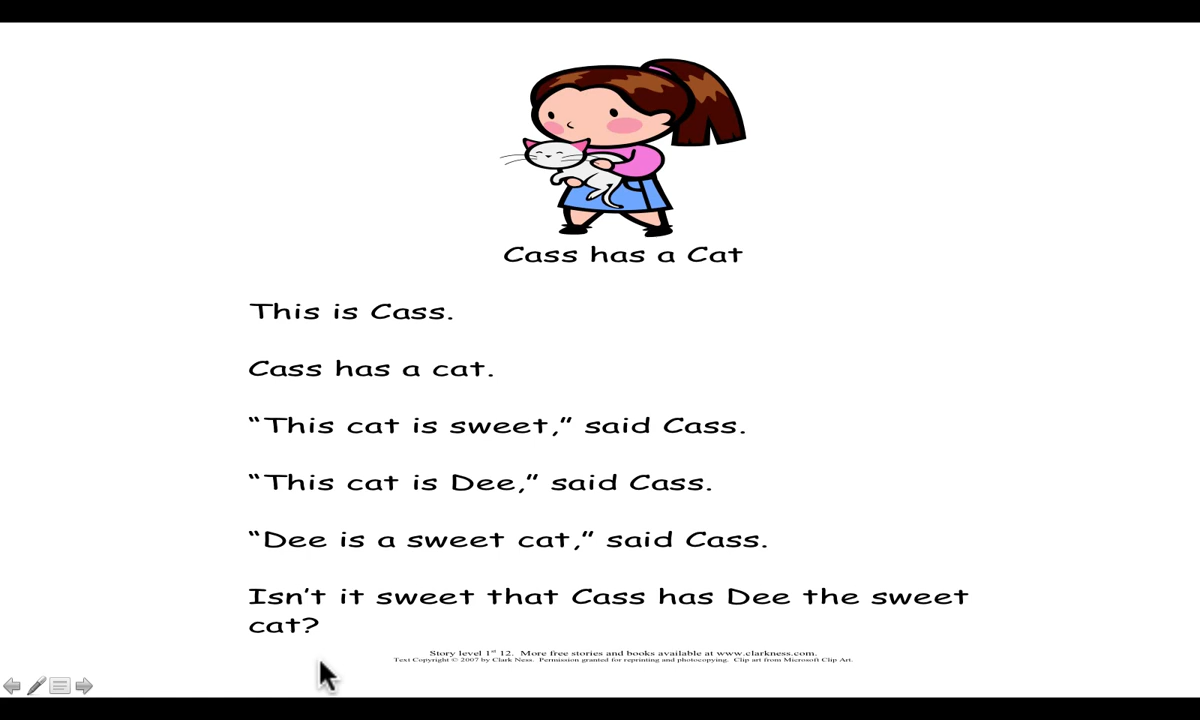 Cass has a Cat
This is Cass.
Cass has a cat.
“This cat is sweet,” said Cass.
“This cat is Dee,” said Cass.
“Dee is a sweet cat,” said Cass.
Isn’t it sweet that Cass has Dee the sweet
cat?
Story level 1st 12. More free stories and books available at www.clarkness.com.
Text Copyright © 2007 by Clark Ness. Permission granted for reprinting and photocopying. Clip art from Microsoft Clip Art.